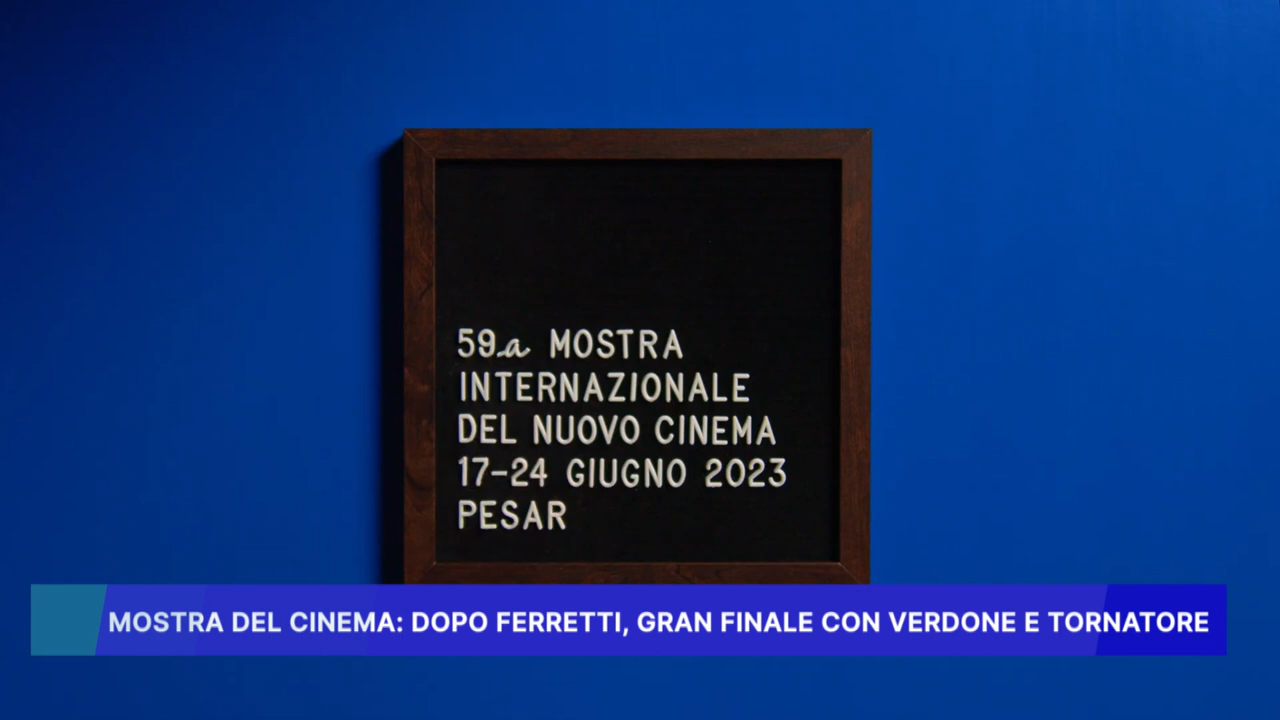 59a MOSTRA
INTERNAZIONALE
DEL NUOVO CINEMA
17-24 GIUGNO 2023
PESAR
MOSTRA DEL CINEMA: DOPO FERRETTI, GRAN FINALE CON VERDONE E TORNATORE